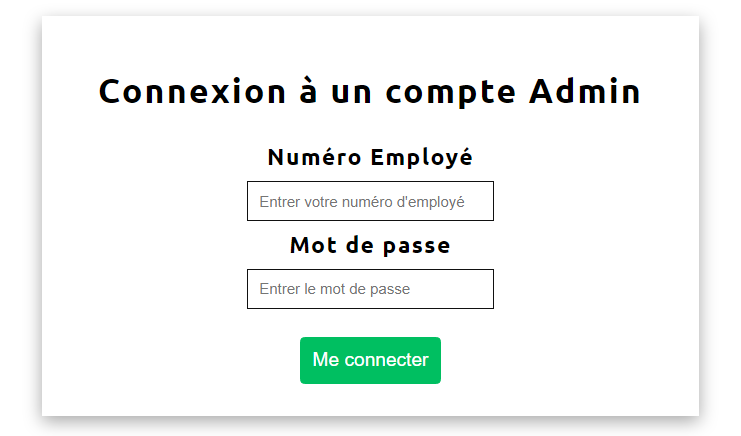 Connexion à un compte Admin
Numéro Employé
Entrer votre numéro d'employé
Mot de passe
Entrer le mot de passe
Me connecter